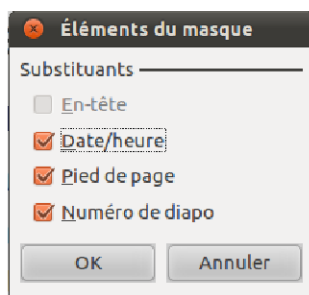 Éléments du masque
Substituants
En-tête
Date/heure
Pied de page
Numéro de diapo
OK
Annuler